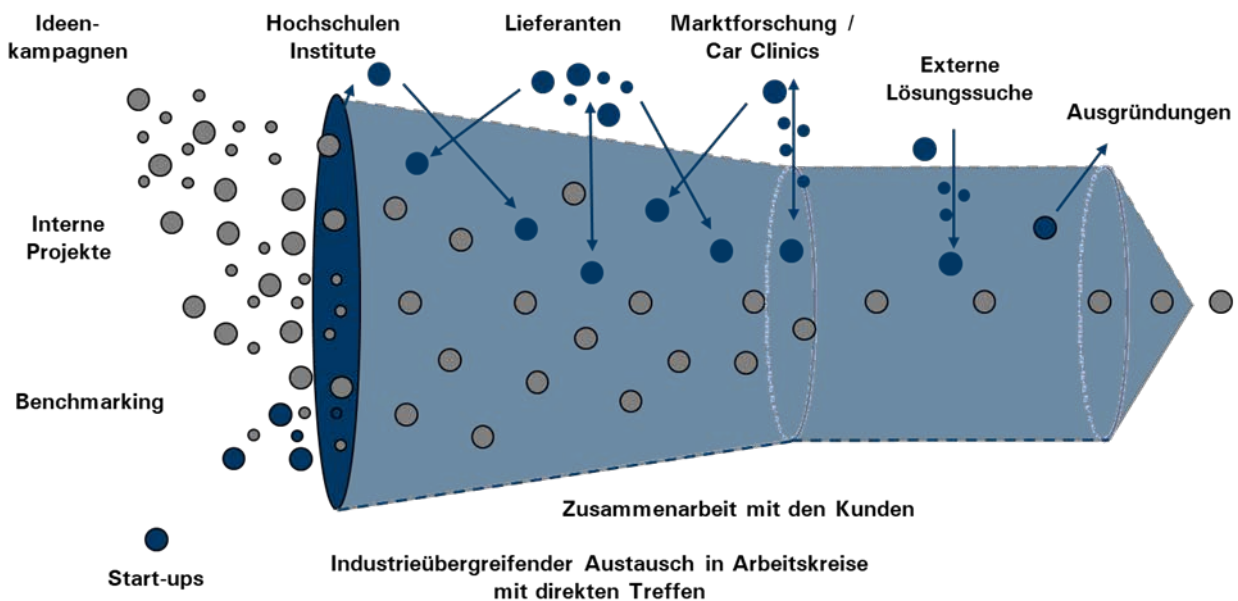 Ideen-
kampagnen
Hochschulen
Institute
Lieferanten
Marktforschung /
Car Clinics
Externe
Lösungssuche
Ausgründungen
Interne
Projekte
Benchmarking
Start-ups
Zusammenarbeit mit den Kunden
Industrieübergreifender Austausch in Arbeitskreise
mit direkten Treffen